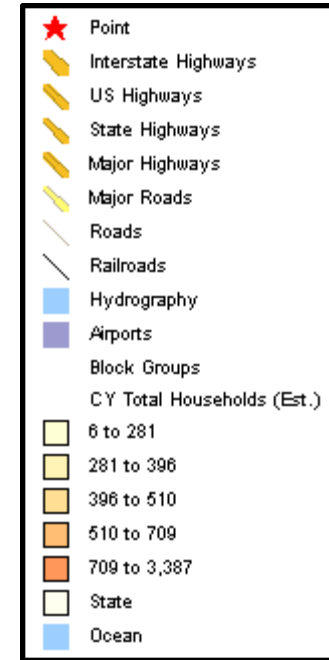 Point
Interstate Highways
US Highways
State Highways
Major Highways
Major Roads
Roads
Railroads
Hydrography
Airports
Block Groups
CY Total Households (Est.)
6 to 281
281 to 396
396 to 510
510 to 709
709 to 3,387
State
Ocean